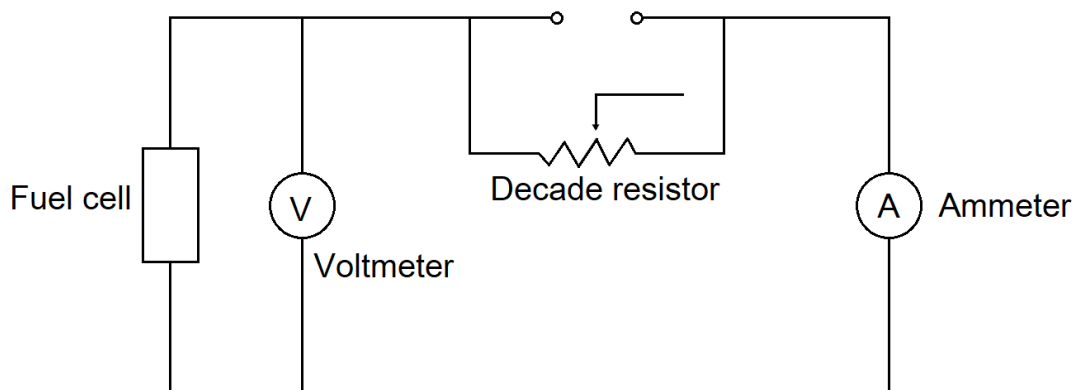 Fuel cell
V
Voltmeter
Decade resistor
A
Ammeter